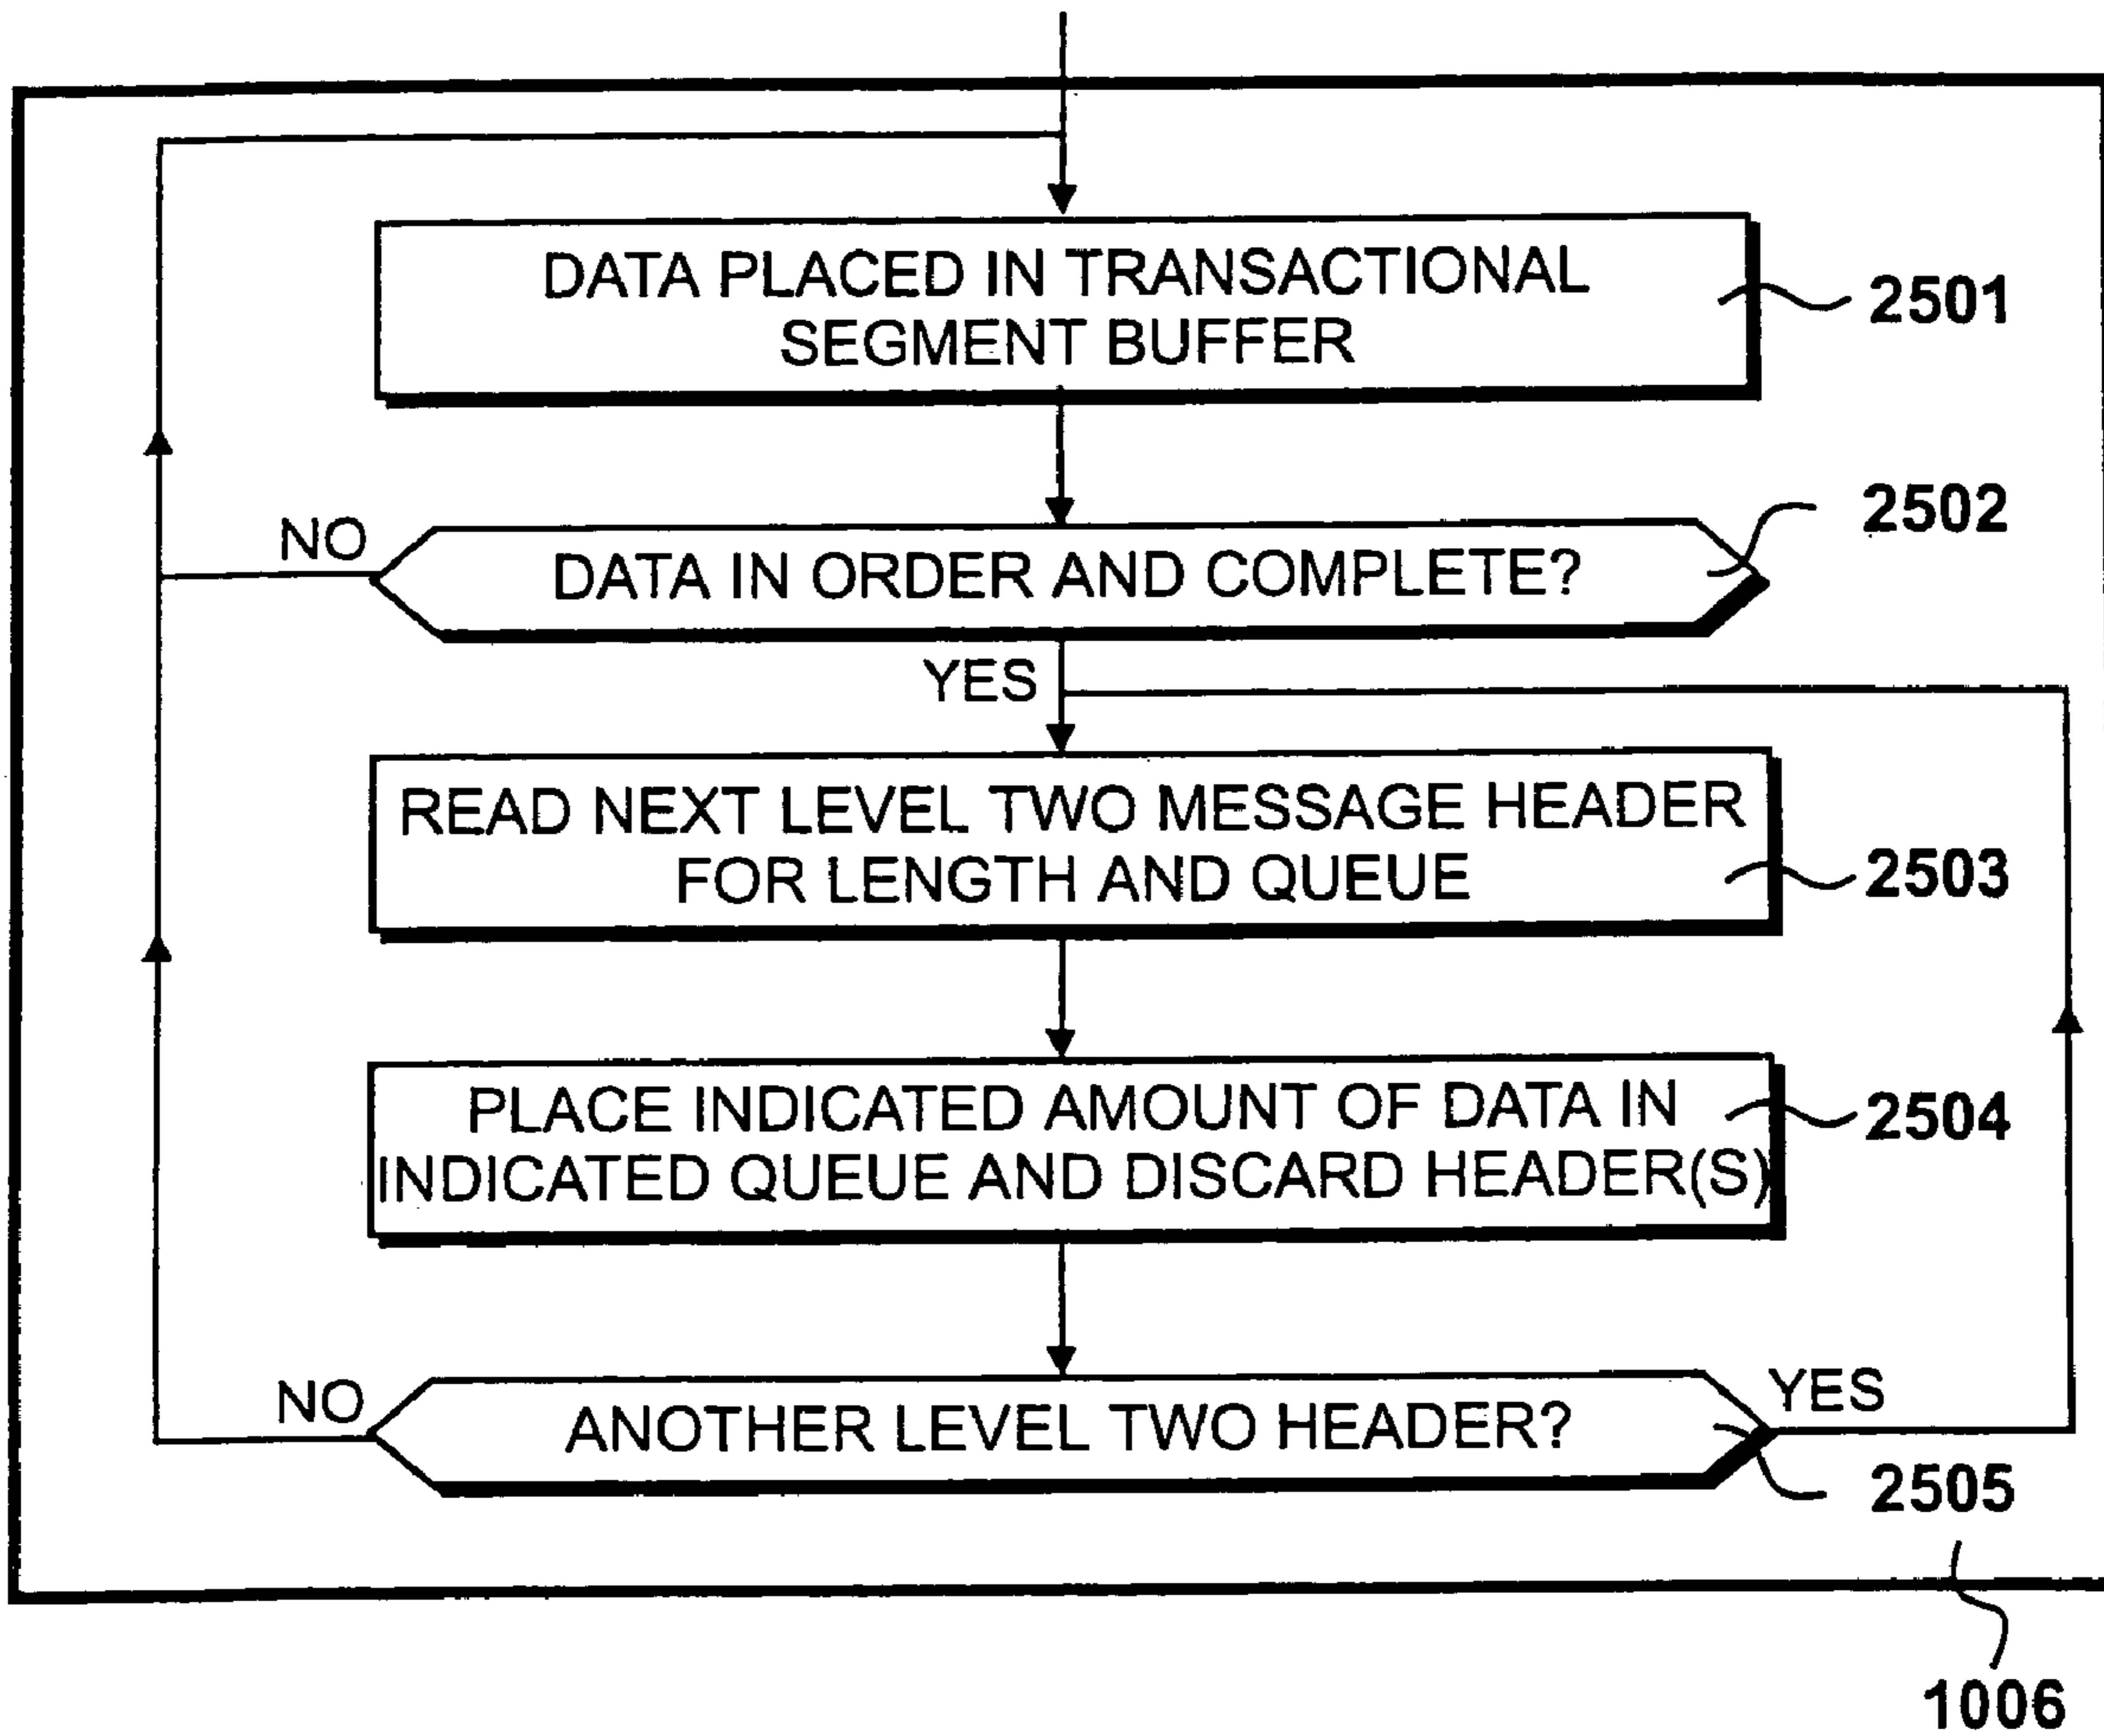 DATA PLACED IN TRANSACTIONAL
SEGMENT BUFFER
2501
2502
NO
DATA IN ORDER AND COMPLETE?
YES
READ NEXT LEVEL TWO MESSAGE HEADER
FOR LENGTH AND QUEUE
2503
PLACE INDICATED AMOUNT OF DATA IN
INDICATED QUEUE AND DISCARD HEADER(S)
2504
NO
ANOTHER LEVEL TWO HEADER?
YES
2505
1006